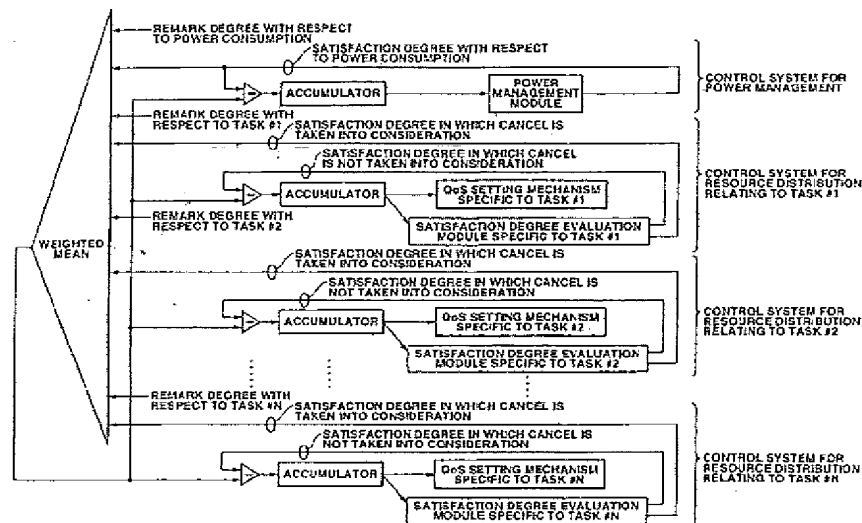 REMARK DEGREE WITH RESPECT
TO POWER CONSUMPTION
SATISFACTION DEGREE WITH RESPECT
TO POWER CONSUMPTION
ACCUMULATOR
POWER
MANAGEMENT
MODULE
CONTROL SYSTEM FOR
POWER MANAGEMENT
REMARK DEGREE WITH
RESPECT TO TASK #1
SATISFACTION DEGREE IN WHICH CANCEL IS
TAKEN INTO CONSIDERATION
SATISFACTION DEGREE IN WHICH CANCEL
IS NOT TAKEN INTO CONSIDERATION
ACCUMULATOR
QoS SETTING MECHANISM
SPECIFIC TO TASK #1
CONTROL SYSTEM FOR
RESOURCE DISTRIBUTION
RELATING TO TASK #1
REMARK DEGREE WITH
RESPECT TO TASK #2
SATISFACTION DEGREE EVALUATION
MODULE SPECIFIC TO TASK #1
WEIGHTED
MEAN
SATISFACTION DEGREE IN WHICH CANCEL IS
TAKEN INTO CONSIDERATION
SATISFACTION DEGREE IN WHICH CANCEL IS
NOT TAKEN INTO CONSIDERATION
ACCUMULATOR
QoS SETTING MECHANISM
SPECIFIC TO TASK #2
CONTROL SYSTEM FOR
RESOURCE DISTRIBUTION
RELATING TO TASK #2
SATISFACTION DEGREE EVALUATION
MODULE SPECIFIC TO TASK #2
REMARK DEGREE WITH
RESPECT TO TASK #N
SATISFACTION DEGREE IN WHICH CANCEL IS
TAKEN INTO CONSIDERATION
SATISFACTION DEGREE IN WHICH CANCEL IS
NOT TAKEN INTO CONSIDERATION
ACCUMULATOR
QoS SETTING MECHANISM
SPECIFIC TO TASK #N
CONTROL SYSTEM FOR
RESOURCE DISTRIBUTION
RELATING TO TASK #N
SATISFACTION DEGREE EVALUATION
MODULE SPECIFIC TO TASK #N